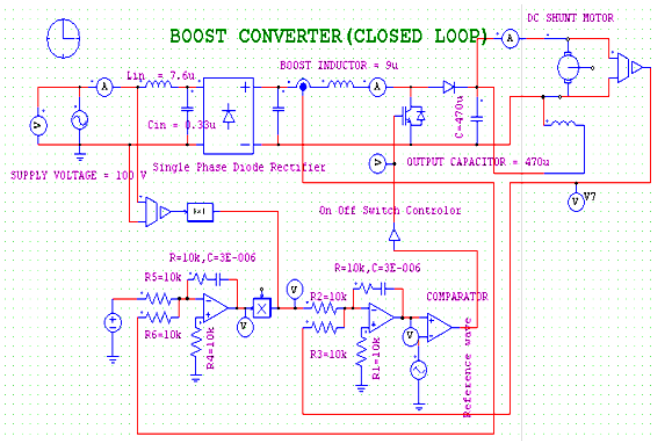 DC SHUNT MOTOR
BOOST CONVERTER(CLOSED LOOP)
A
BOOST INDUCTOR = 9u
Lin = 7.6u
A
A
V
Cin = 0.33u
C=470u
Single Phase Diode Rectifier
V
OUTPUT CAPACITOR = 470u
SUPPLY VOLTAGE = 100 V
V
V7
On Off Switch Controlor
R=10k,C=3E-006
R=10k,C=3E-006
R5=10k
V
R2=10k
COMPARATOR
X
R6=10k
V
V
R3=10k
R4=10k
R1=10k
Reference wave